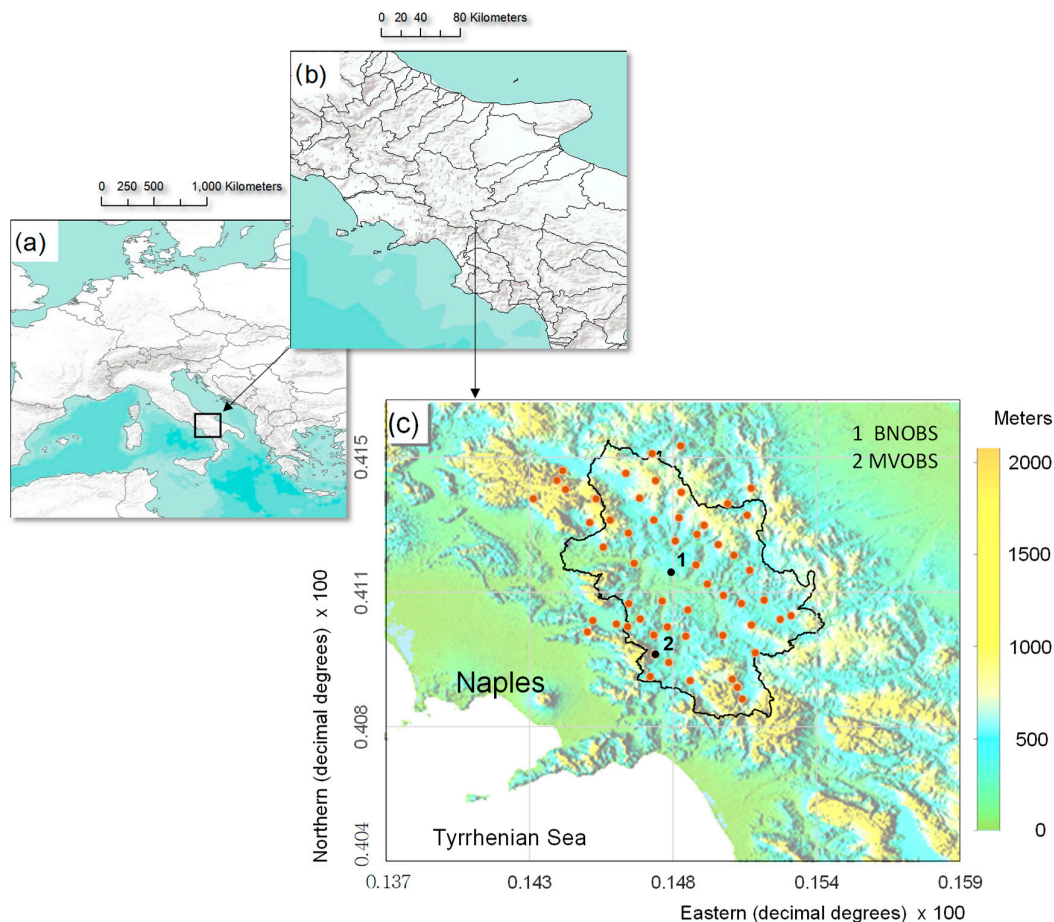 0 20 40 80 Kilometers
(b)
0 250 500 1,000 Kilometers
(a)
(c)
1 BNOBS
2 MVOBS
Meters
2000
1500
1000
500
0
1
2
Naples
Tyrrhenian Sea
Northern (decimal degrees) x 100
0.415
0.411
0.408
0.404
0.137 0.143 0.148 0.154 0.159
Eastern (decimal degrees) x 100